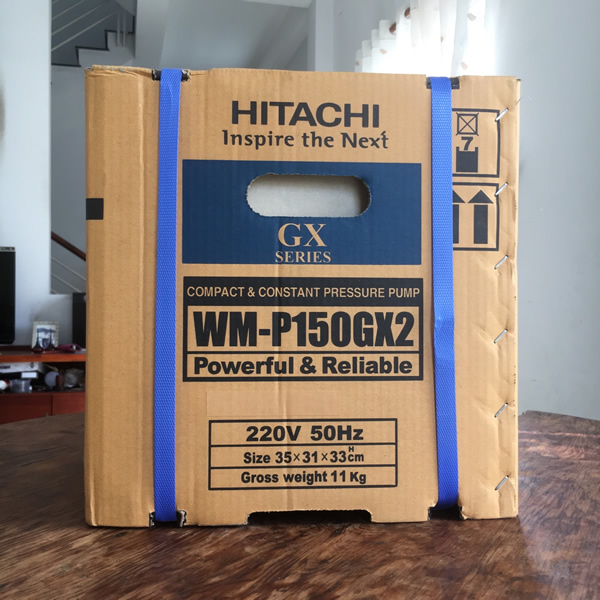 HITACHI
Inspire the Next
GX
SERIES
COMPACT & CONSTANT PRESSURE PUMP
WM-P150GX2
Powerful & Reliable
220V 50Hz
Size 35×31×33ᴴcm
Gross weight 11 Kg
7